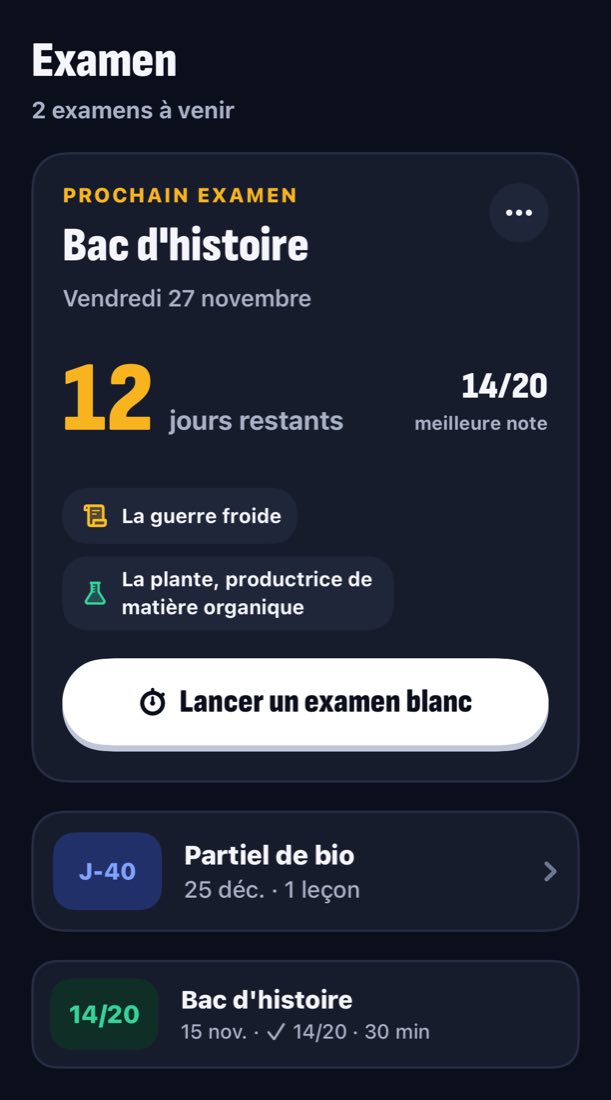 Examen
2 examens à venir
PROCHAIN EXAMEN
Bac d'histoire
Vendredi 27 novembre
12 jours restants
14/20
meilleure note
La guerre froide
La plante, productrice de
matière organique
Lancer un examen blanc
J-40
Partiel de bio
25 déc. · 1 leçon
14/20
Bac d'histoire
15 nov. · ✓ 14/20 · 30 min